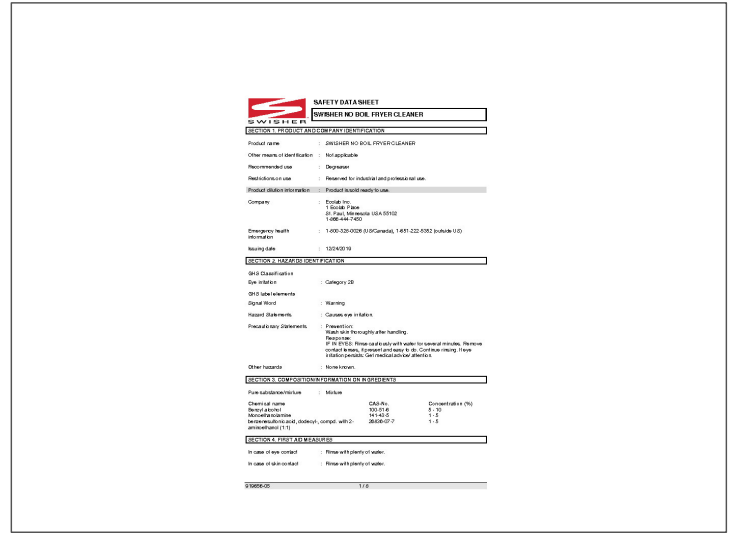 SAFETY DATA SHEET
SWISHER NO BOIL FRYER CLEANER
SWISHER
SECTION 1. PRODUCT AND COMPANY IDENTIFICATION
Product name : SWISHER NO BOIL FRYER CLEANER
Other means of identification : Not applicable
Recommended use : Degreaser
Restrictions on use : Reserved for industrial and professional use.
Product dilution information : Product is sold ready to use.
Company : Ecolab Inc.
1 Ecolab Place
St. Paul, Minnesota USA 55102
1-866-444-7450
Emergency health information : 1-800-328-0026 (US/Canada), 1-651-222-5352 (outside US)
Issuing date : 12/24/2019
SECTION 2. HAZARDS IDENTIFICATION
GHS Classification
Eye irritation : Category 2B
GHS label elements
Signal Word : Warning
Hazard Statements : Causes eye irritation.
Precautionary Statements : Prevention:
Wash skin thoroughly after handling.
Response:
IF IN EYES: Rinse cautiously with water for several minutes. Remove
contact lenses, if present and easy to do. Continue rinsing. If eye
irritation persists: Get medical advice/ attention.
Other hazards : None known.
SECTION 3. COMPOSITION/INFORMATION ON INGREDIENTS
Pure substance/mixture : Mixture
Chemical name CAS-No. Concentration (%)
Benzyl alcohol 100-51-6 5 - 10
Monoethanolamine 141-43-5 1 - 5
benzenesulfonic acid, dodecyl-, compd. with 2- 26836-07-7 1 - 5
aminoethanol (1:1)
SECTION 4. FIRST AID MEASURES
In case of eye contact : Rinse with plenty of water.
In case of skin contact : Rinse with plenty of water.
1 / 8